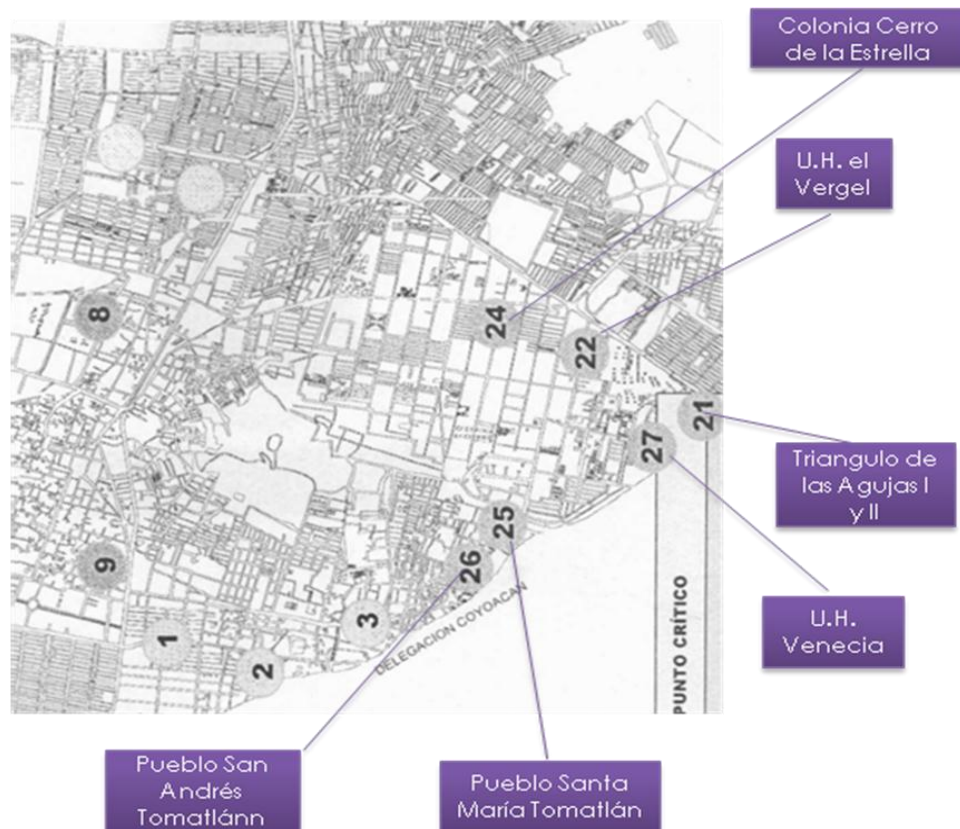 Colonia Cerro
de la Estrella
U.H. el
Vergel
8
24
22
21
27
Triangulo de
las Agujas I
y II
25
26
9
3
1
2
DELEGACION COYOACAN
U.H.
Venecia
PUNTO CRÍTICO
Pueblo San
Andrés
Tomatlánn
Pueblo Santa
María Tomatlán